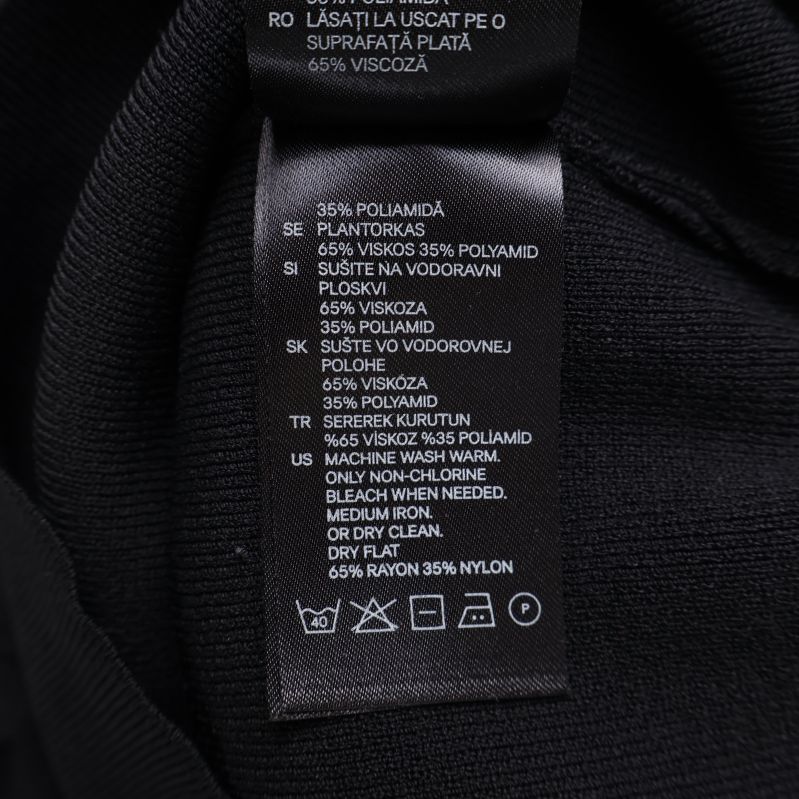 35% POLIAMIDĂ
RO LĂSAȚI LA USCAT PE O
SUPRAFAȚĂ PLATĂ
65% VISCOZĂ
35% POLIAMIDĂ
SE PLANTORKAS
65% VISKOS 35% POLYAMID
SI SUŠITE NA VODORAVNI
PLOSKVI
65% VISKOZA
35% POLIAMID
SK SUŠTE VO VODOROVNEJ
POLOHE
65% VISKÓZA
35% POLYAMID
TR SEREREK KURUTUN
%65 VİSKOZ %35 POLİAMİD
US MACHINE WASH WARM.
ONLY NON-CHLORINE
BLEACH WHEN NEEDED.
MEDIUM IRON.
OR DRY CLEAN.
DRY FLAT
65% RAYON 35% NYLON
40 P